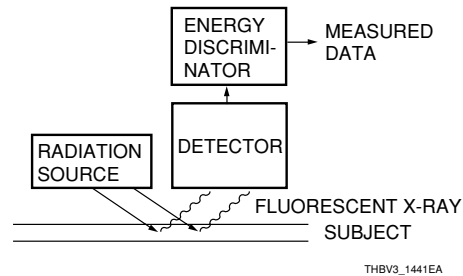 ENERGY
DISCRIMI-
NATOR
MEASURED
DATA
DETECTOR
RADIATION
SOURCE
FLUORESCENT X-RAY
SUBJECT
THBV3_1441EA